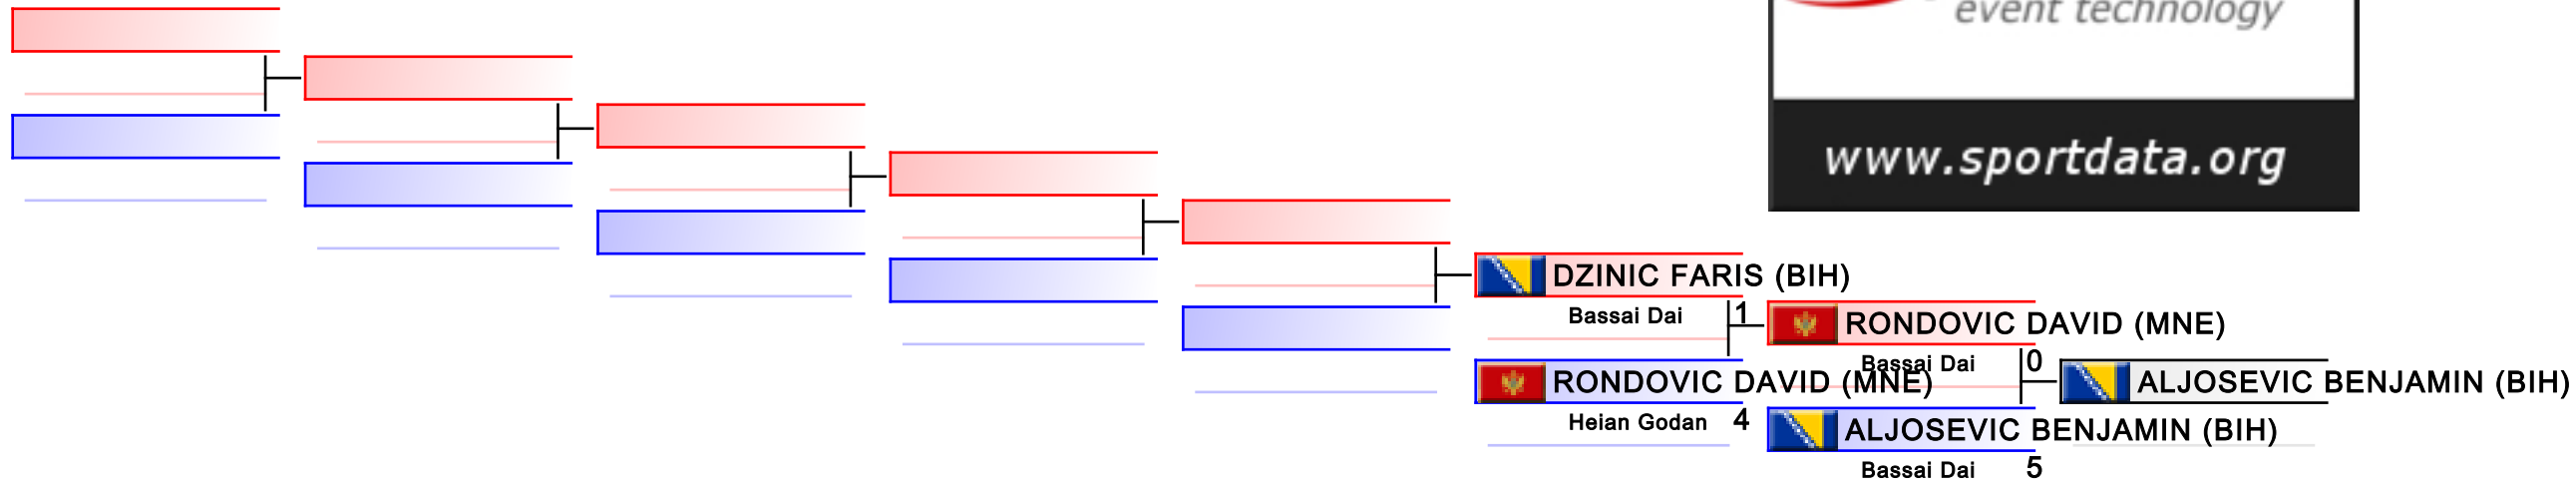 event technology
www.sportdata.org
DZINIC FARIS (BIH)
Bassai Dai 1
RONDOVIC DAVID (MNE)
Bassai Dai 0
RONDOVIC DAVID (MNE)
Heian Godan 4
ALJOSEVIC BENJAMIN (BIH)
ALJOSEVIC BENJAMIN (BIH)
Bassai Dai 5